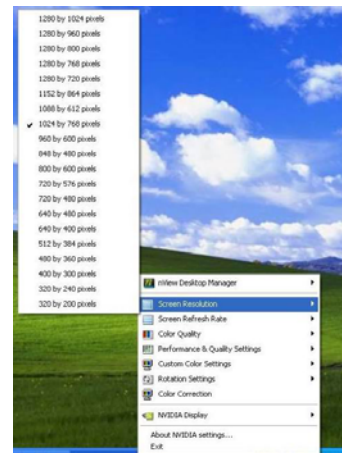 1280 by 1024 pixels
1280 by 960 pixels
1280 by 800 pixels
1280 by 768 pixels
1280 by 720 pixels
1152 by 864 pixels
1088 by 612 pixels
1024 by 768 pixels
960 by 600 pixels
848 by 480 pixels
800 by 600 pixels
720 by 576 pixels
720 by 480 pixels
640 by 480 pixels
640 by 400 pixels
512 by 384 pixels
480 by 360 pixels
400 by 300 pixels
320 by 240 pixels
320 by 200 pixels
nView Desktop Manager
Screen Resolution
Screen Refresh Rate
Color Quality
Performance & Quality Settings
Custom Color Settings
Rotation Settings
Color Correction
NVIDIA Display
About NVIDIA settings...
Exit